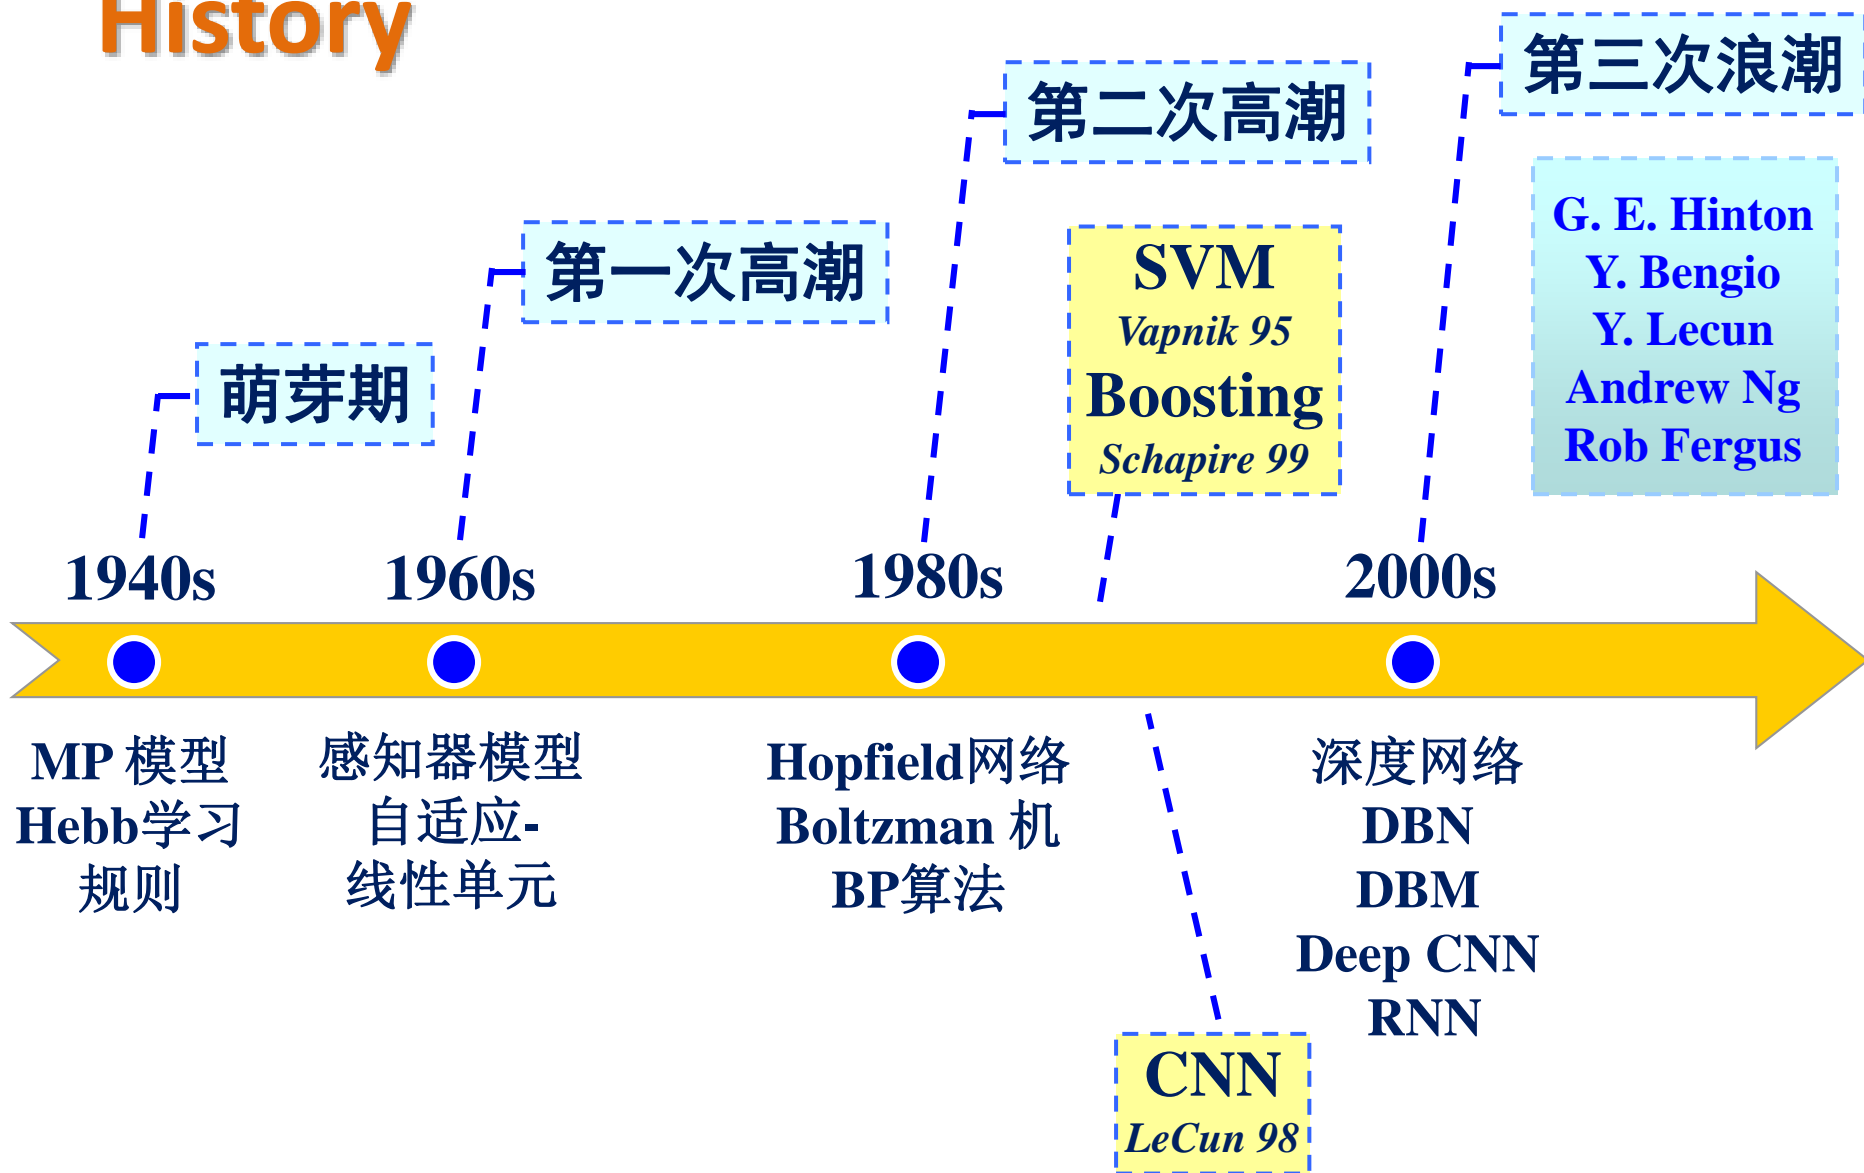 History
第三次浪潮
第二次高潮
第一次高潮
萌芽期
G. E. Hinton
Y. Bengio
Y. Lecun
Andrew Ng
Rob Fergus
SVM
Vapnik 95
Boosting
Schapire 99
1940s
1960s
1980s
2000s
MP 模型
Hebb学习
规则
感知器模型
自适应-
线性单元
Hopfield网络
Boltzman 机
BP算法
深度网络
DBN
DBM
Deep CNN
RNN
CNN
LeCun 98